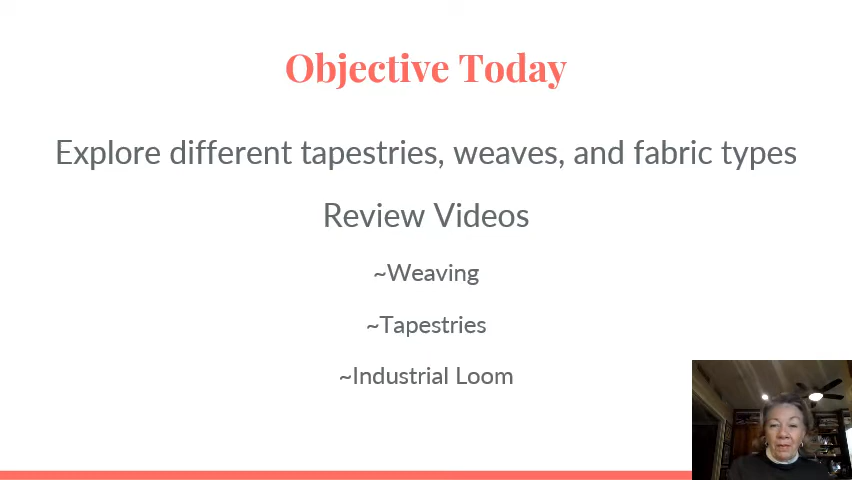 Objective Today
Explore different tapestries, weaves, and fabric types
Review Videos
~Weaving
~Tapestries
~Industrial Loom